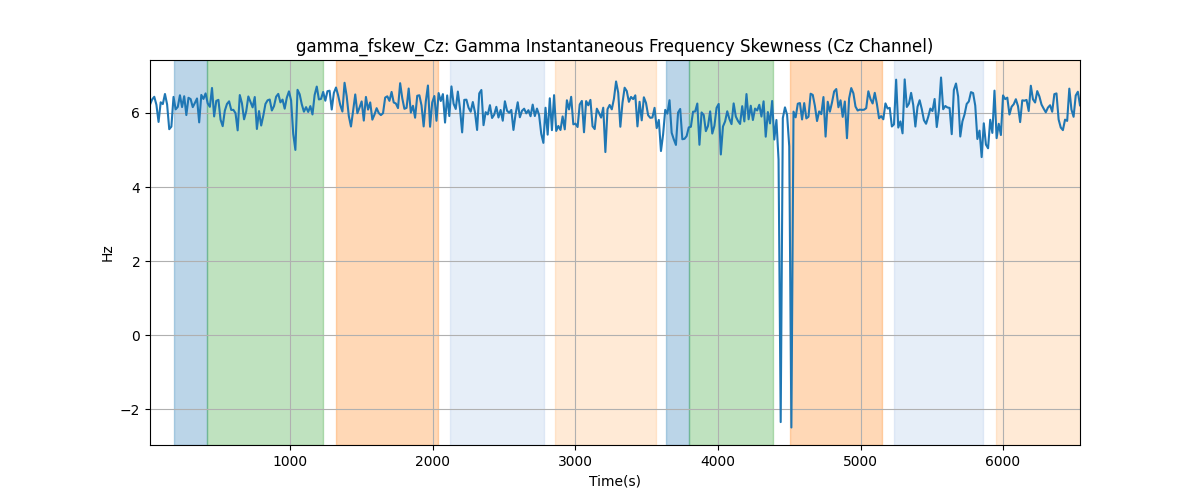 gamma_fskew_Cz: Gamma Instantaneous Frequency Skewness (Cz Channel)
6
4
2
0
−2
Hz
1000 2000 3000 4000 5000 6000
Time(s)